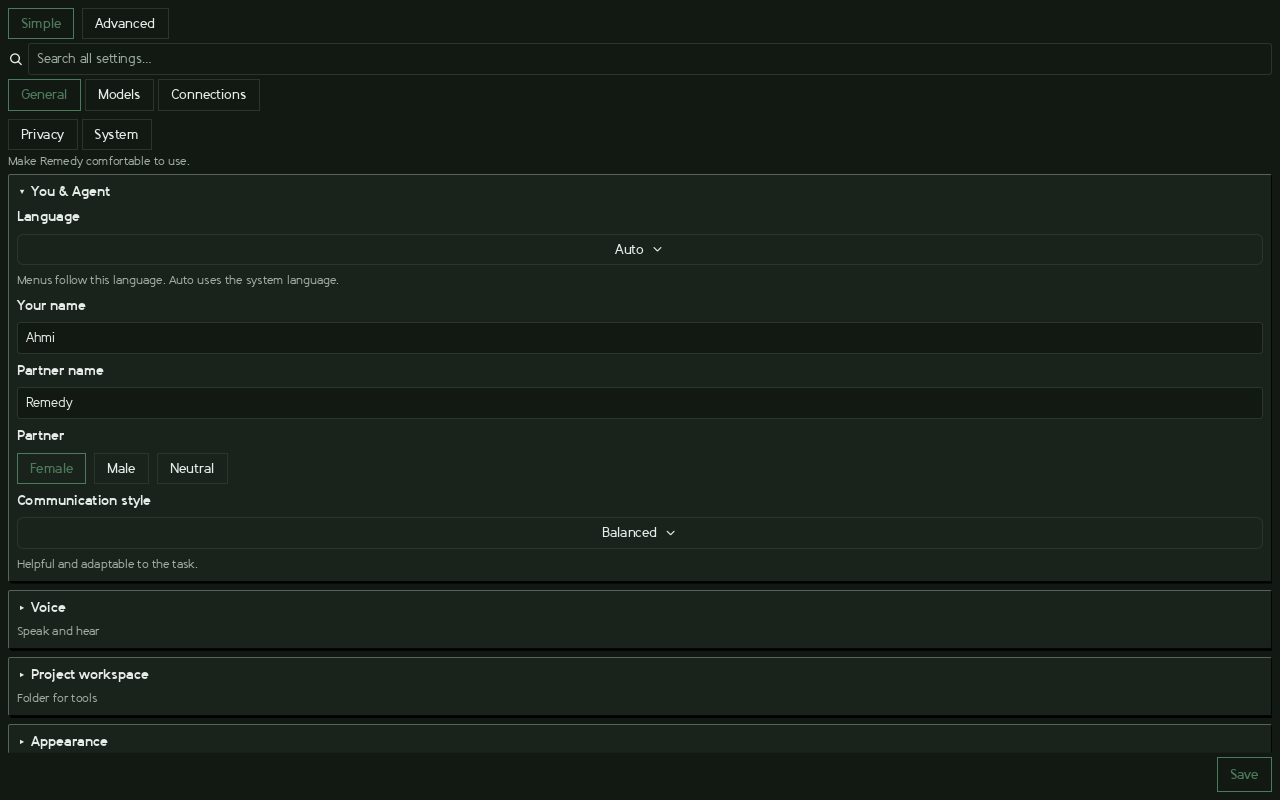 Simple Advanced
Search all settings...
General Models Connections
Privacy System
Make Remedy comfortable to use.
You & Agent
Language
Auto
Menus follow this language. Auto uses the system language.
Your name
Ahmi
Partner name
Remedy
Partner
Female Male Neutral
Communication style
Balanced
Helpful and adaptable to the task.
Voice
Speak and hear
Project workspace
Folder for tools
Appearance
Save